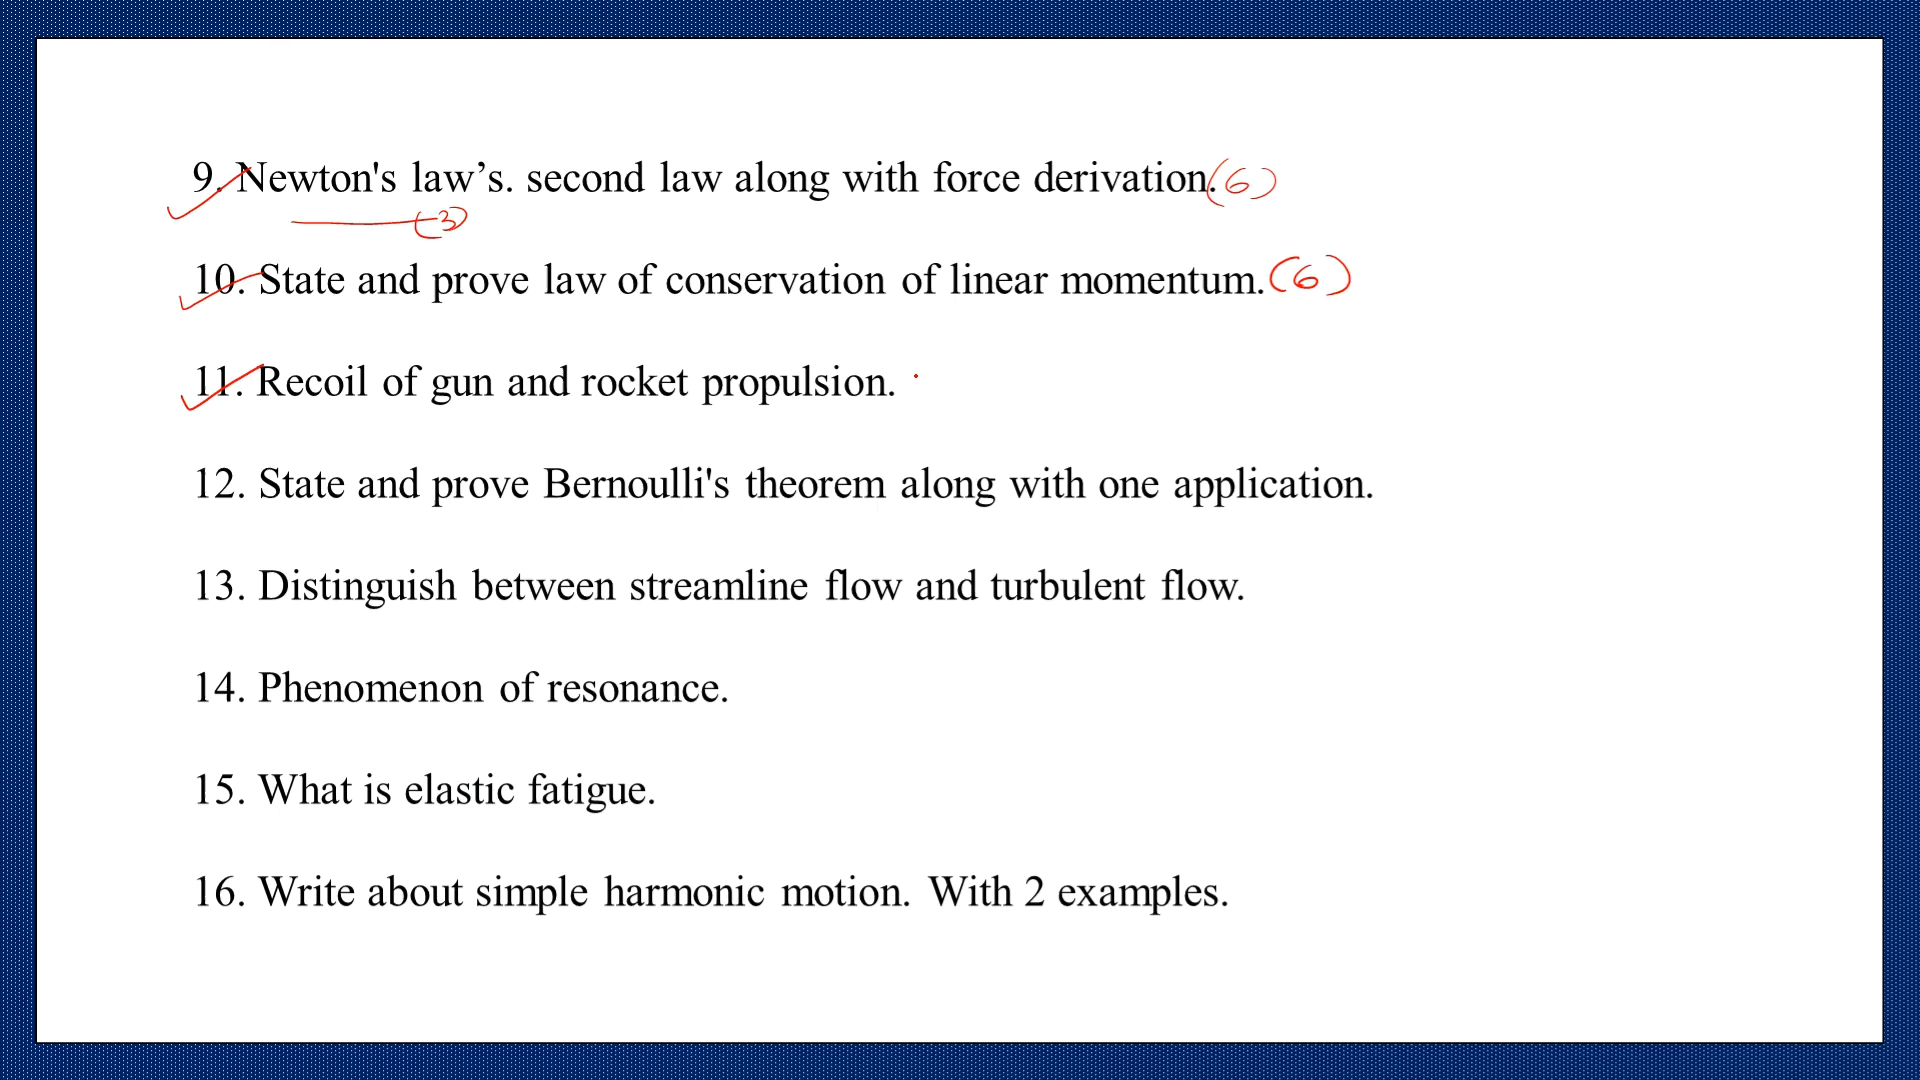 9. Newton's law’s. second law along with force derivation. (6)
(3)
10. State and prove law of conservation of linear momentum. (6)
11. Recoil of gun and rocket propulsion.
12. State and prove Bernoulli's theorem along with one application.
13. Distinguish between streamline flow and turbulent flow.
14. Phenomenon of resonance.
15. What is elastic fatigue.
16. Write about simple harmonic motion. With 2 examples.